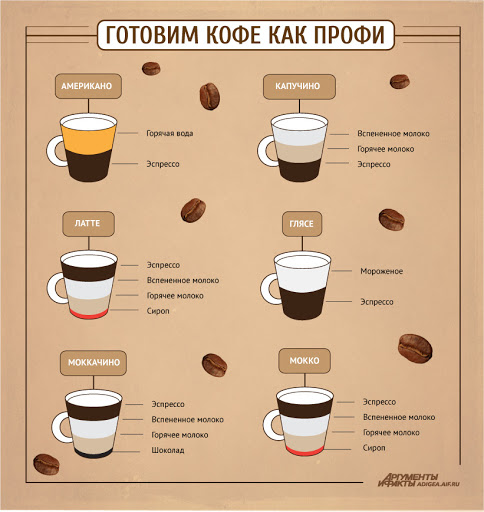 ГОТОВИМ КОФЕ КАК ПРОФИ
АМЕРИКАНО
Горячая вода
Эспрессо
КАПУЧИНО
Вспененное молоко
Горячее молоко
Эспрессо
ЛАТТЕ
Эспрессо
Вспененное молоко
Горячее молоко
Сироп
ГЛЯСЕ
Мороженое
Эспрессо
МОККАЧИНО
Эспрессо
Вспененное молоко
Горячее молоко
Шоколад
МОККО
Эспрессо
Вспененное молоко
Горячее молоко
Сироп
АРГУМЕНТЫ
И ФАКТЫ ADIGEA.AIF.RU